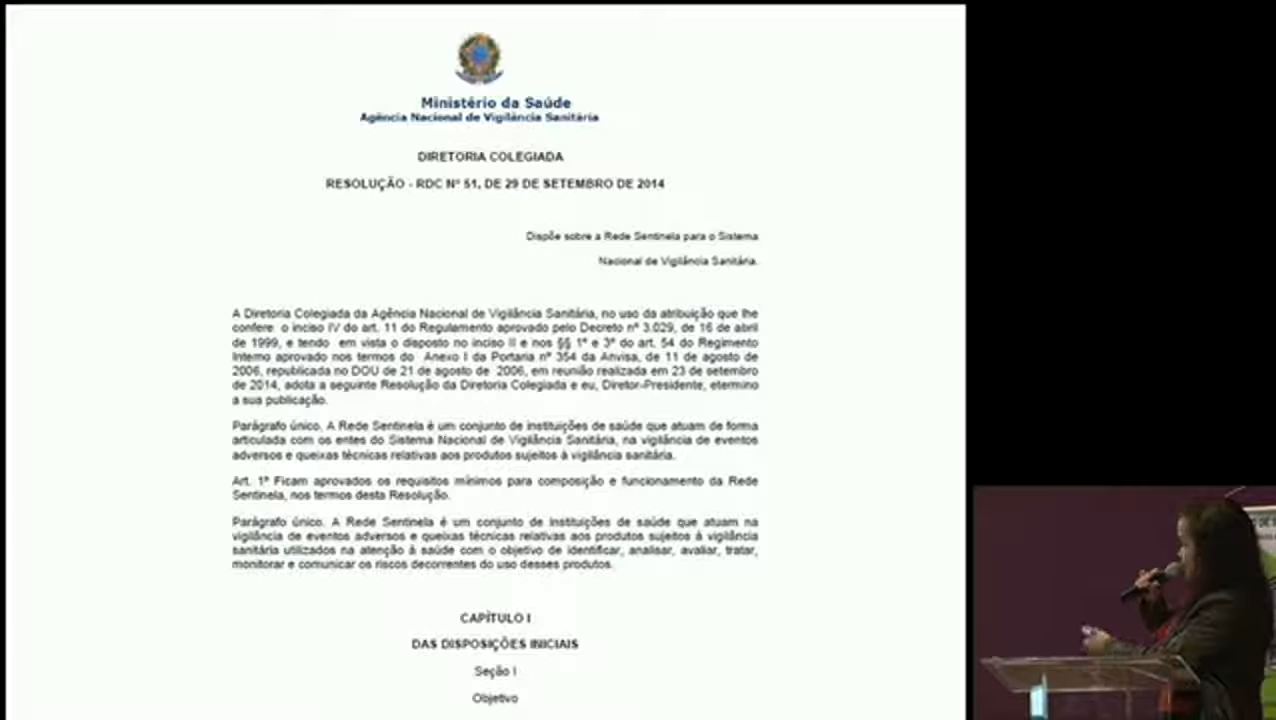 Ministério da Saúde
Agência Nacional de Vigilância Sanitária
DIRETORIA COLEGIADA
RESOLUÇÃO - RDC Nº 51, DE 29 DE SETEMBRO DE 2014
Dispõe sobre a Rede Sentinela para o Sistema
Nacional de Vigilância Sanitária.
A Diretoria Colegiada da Agência Nacional de Vigilância Sanitária, no uso da atribuição que lhe
confere o inciso IV do art. 11 do Regulamento aprovado pelo Decreto nº 3.029, de 16 de abril
de 1999, e tendo em vista o disposto no inciso II e nos §§ 1º e 3º do art. 54 do Regimento
Interno aprovado nos termos do Anexo I da Portaria nº 354 da Anvisa, de 11 de agosto de
2006, republicada no DOU de 21 de agosto de 2006, em reunião realizada em 23 de setembro
de 2014, adota a seguinte Resolução da Diretoria Colegiada e eu, Diretor-Presidente, etermino
a sua publicação.
Parágrafo único. A Rede Sentinela é um conjunto de instituições de saúde que atuam de forma
articulada com os entes do Sistema Nacional de Vigilância Sanitária, na vigilância de eventos
adversos e queixas técnicas relativas aos produtos sujeitos à vigilância sanitária.
Art. 1º Ficam aprovados os requisitos mínimos para composição e funcionamento da Rede
Sentinela, nos termos desta Resolução.
Parágrafo único. A Rede Sentinela é um conjunto de Instituições de saúde que atuam na
vigilância de eventos adversos e queixas técnicas relativas aos produtos sujeitos à vigilância
sanitária utilizados na atenção à saúde com o objetivo de identificar, analisar, avaliar, tratar,
monitorar e comunicar os riscos decorrentes do uso desses produtos.
CAPÍTULO I
DAS DISPOSIÇÕES INICIAIS
Seção I
Objetivo